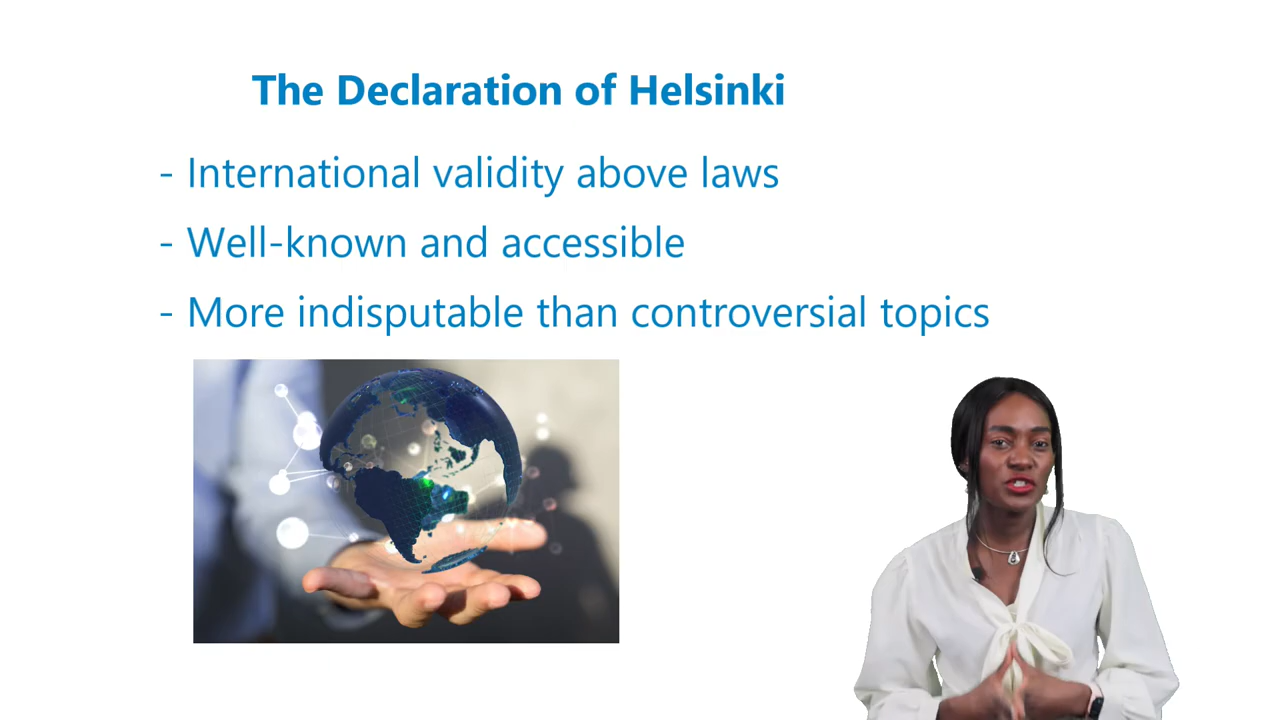 The Declaration of Helsinki
- International validity above laws
- Well-known and accessible
- More indisputable than controversial topics